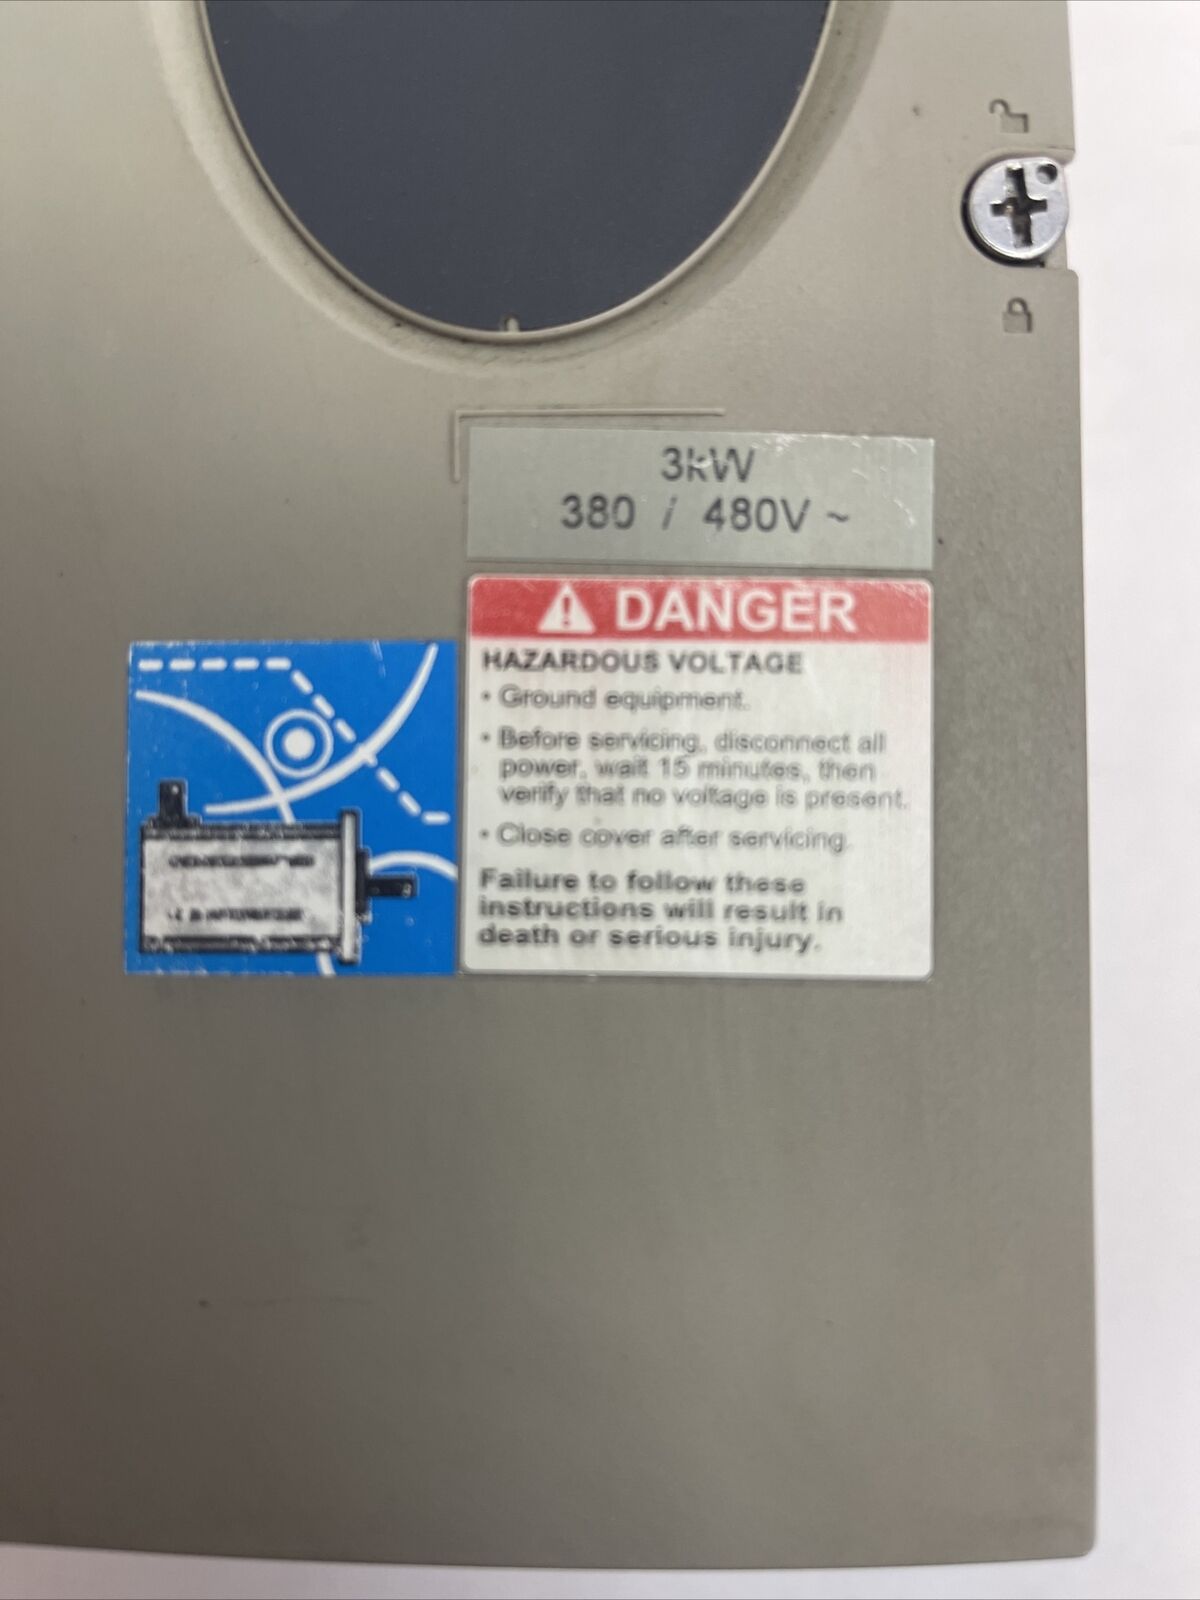 3kW
380 / 480V ~
DANGER
HAZARDOUS VOLTAGE
• Ground equipment.
• Before servicing, disconnect all
power, wait 15 minutes, then
verify that no voltage is present.
• Close cover after servicing.
Failure to follow these
instructions will result in
death or serious injury.